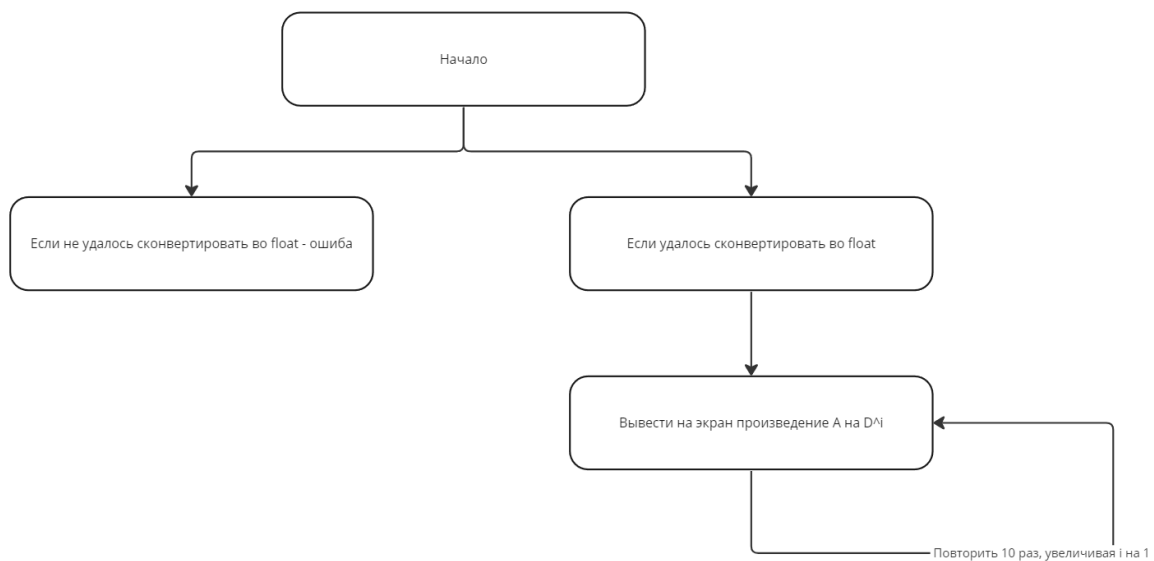 Начало
Если не удалось сконвертировать во float - ошиба
Если удалось сконвертировать во float
Вывести на экран произведение A на D^i
Повторить 10 раз, увеличивая i на 1